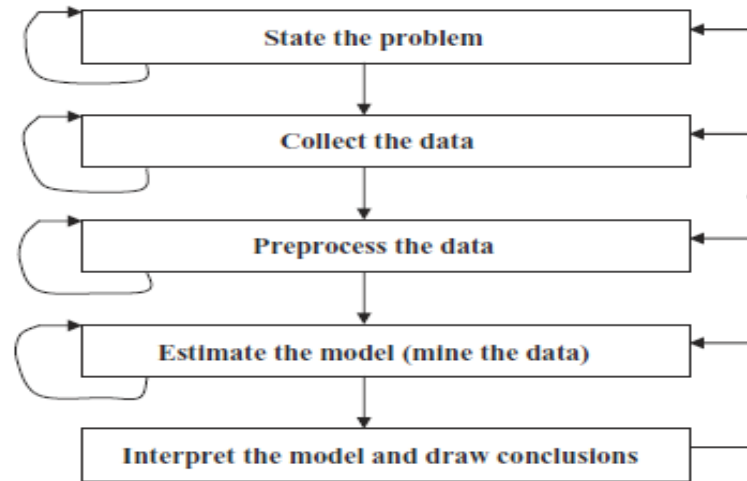 State the problem
Collect the data
Preprocess the data
Estimate the model (mine the data)
Interpret the model and draw conclusions